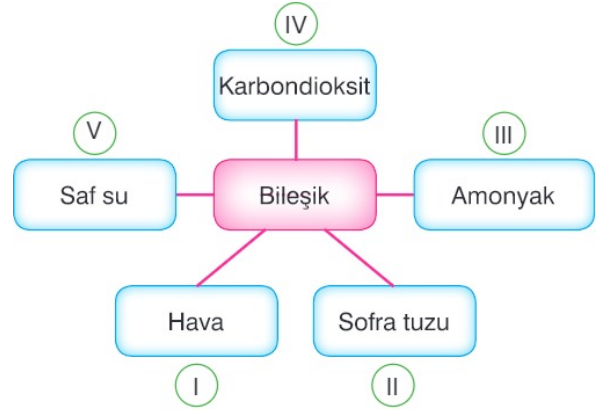 IV
Karbondioksit
V
III
Saf su
Bileşik
Amonyak
Hava
Sofra tuzu
I
II